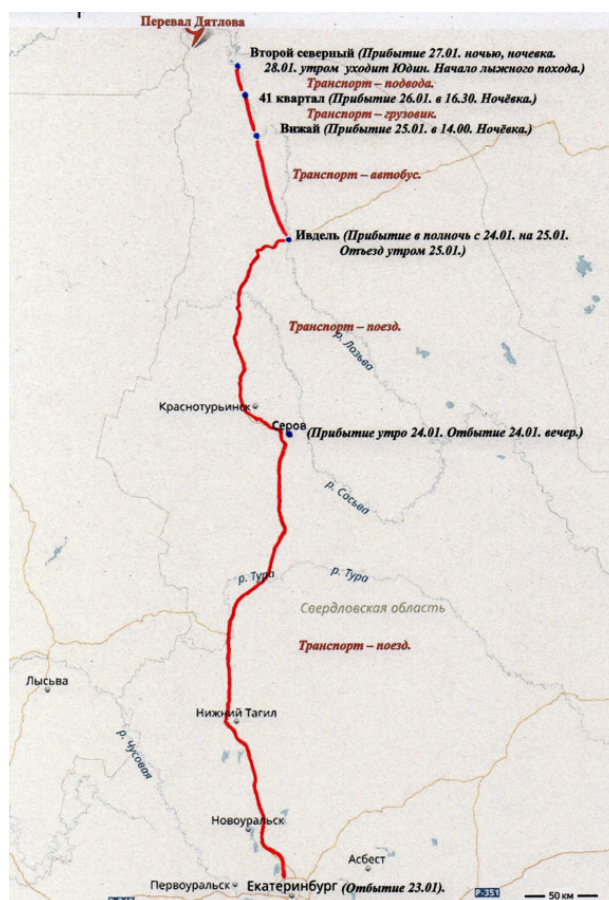 Перевал Дятлова
Второй северный (Прибытие 27.01. ночью, ночевка.
28.01. утром уходит Юдин. Начало лыжного похода.)
Транспорт – подвода.
41 квартал (Прибытие 26.01. в 16.30. Ночёвка.)
Транспорт – грузовик.
Вижай (Прибытие 25.01. в 14.00. Ночёвка.)
Транспорт – автобус.
Ивдель (Прибытие в полночь с 24.01. на 25.01.
Отъезд утром 25.01.)
Транспорт – поезд.
р. Лозьва
Краснотурьинск
Серов
(Прибытие утро 24.01. Отбытие 24.01. вечер.)
р. Сосьва
р. Тура
р. Тура
Свердловская область
Транспорт – поезд.
Лысьва
Нижний Тагил
р. Чусовая
Новоуральск
Асбест
Первоуральск
Екатеринбург (Отбытие 23.01).
Р-351
50 км